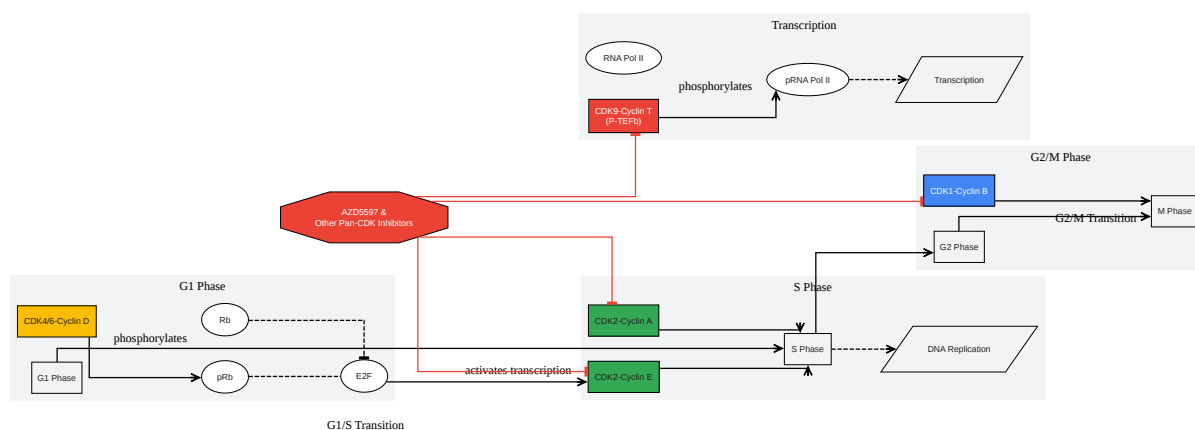 Transcription
RNA Pol II
pRNA Pol II
Transcription
phosphorylates
CDK9-Cyclin T
(P-TEFb)
G2/M Phase
CDK1-Cyclin B
M Phase
G2/M Transition
G2 Phase
AZD5597 &
Other Pan-CDK Inhibitors
G1 Phase
CDK4/6-Cyclin D
Rb
phosphorylates
G1 Phase
pRb
E2F
activates transcription
S Phase
CDK2-Cyclin A
S Phase
DNA Replication
CDK2-Cyclin E
G1/S Transition